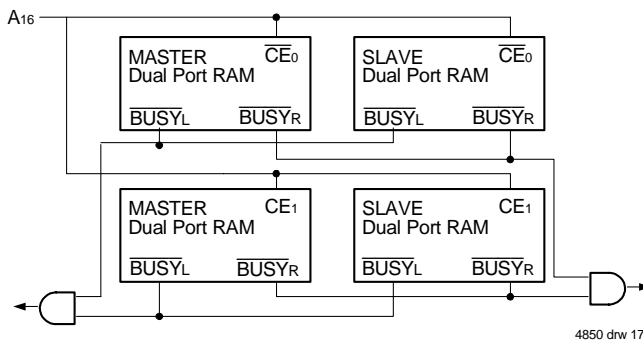 A16
MASTER CE0 SLAVE CE0
Dual Port RAM Dual Port RAM
BUSYL BUSYR BUSYL BUSYR
MASTER CE1 SLAVE CE1
Dual Port RAM Dual Port RAM
BUSYL BUSYR BUSYL BUSYR
4850 drw 17